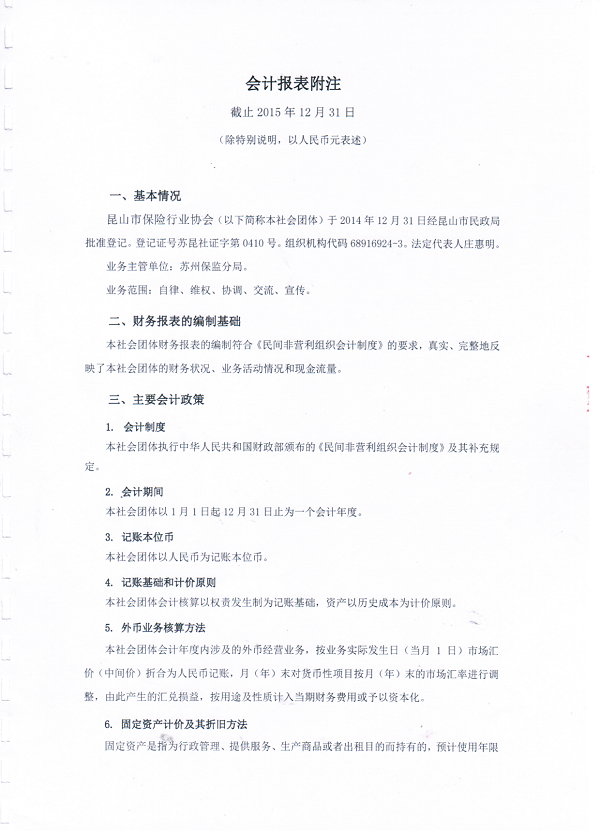 会计报表附注
截止 2015 年 12 月 31 日
（除特别说明，以人民币元表述）
一、基本情况
昆山市保险行业协会（以下简称本社会团体）于 2014 年 12 月 31 日经昆山市民政局
批准登记。登记证号苏昆社证字第 0410 号。组织机构代码 68916924-3。法定代表人庄惠明。
业务主管单位：苏州保监分局。
业务范围：自律、维权、协调、交流、宣传。
二、财务报表的编制基础
本社会团体财务报表的编制符合《民间非营利组织会计制度》的要求，真实、完整地反
映了本社会团体的财务状况、业务活动情况和现金流量。
三、主要会计政策
1. 会计制度
本社会团体执行中华人民共和国财政部颁布的《民间非营利组织会计制度》及其补充规
定。
2. 会计期间
本社会团体以 1 月 1 日起 12 月 31 日止为一个会计年度。
3. 记账本位币
本社会团体以人民币为记账本位币。
4. 记账基础和计价原则
本社会团体会计核算以权责发生制为记账基础，资产以历史成本为计价原则。
5. 外币业务核算方法
本社会团体会计年度内涉及的外币经营业务，按业务实际发生日（当月 1 日）市场汇
价（中间价）折合为人民币记账，月（年）末对货币性项目按月（年）末的市场汇率进行调
整，由此产生的汇兑损益，按用途及性质计入当期财务费用或予以资本化。
6. 固定资产计价及其折旧方法
固定资产是指为行政管理、提供服务、生产商品或者出租目的而持有的，预计使用年限